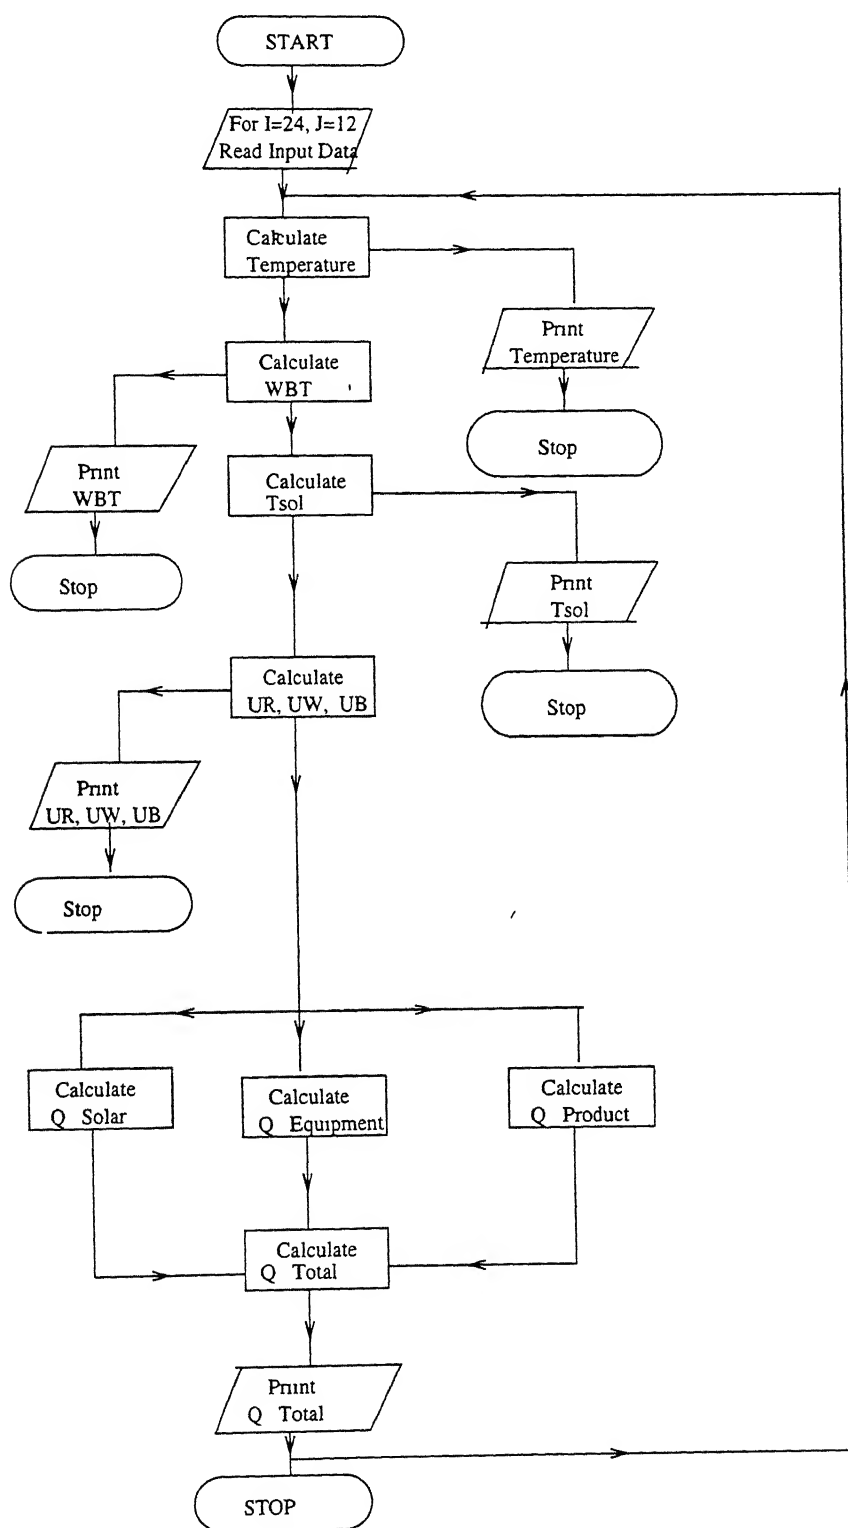 START
For I=24, J=12
Read Input Data
Calculate
Temperature
Print
Temperature
Stop
Calculate
WBT
Print
WBT
Stop
Calculate
Tsol
Print
Tsol
Stop
Calculate
UR, UW, UB
Print
UR, UW, UB
Stop
Calculate
Q Solar
Calculate
Q Equipment
Calculate
Q Product
Calculate
Q Total
Print
Q Total
STOP